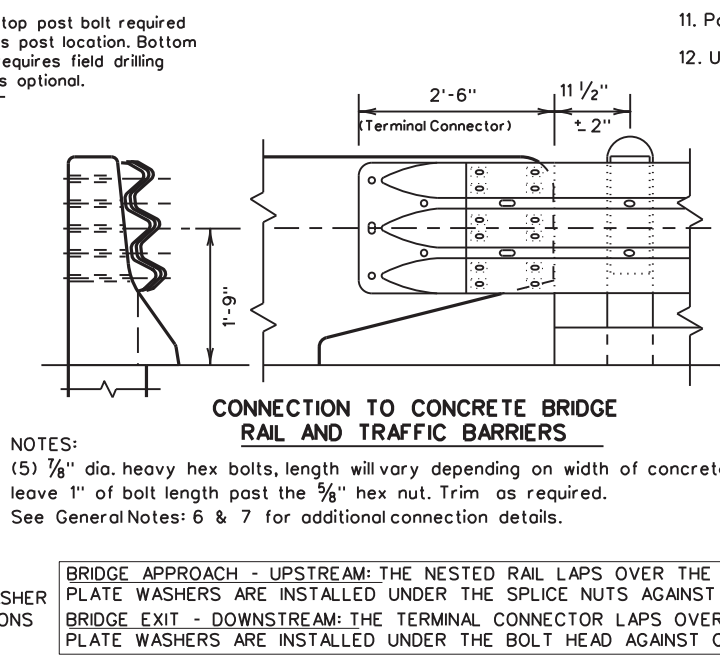 top post bolt required
s post location. Bottom
equires field drilling
s optional.
11. Po
12. U
2'-6"
11 ½"
(Terminal Connector)
± 2"
1'-9"
CONNECTION TO CONCRETE BRIDGE
RAIL AND TRAFFIC BARRIERS
NOTES:
(5) ⅞" dia. heavy hex bolts, length will vary depending on width of concrete
leave 1" of bolt length past the ⅝" hex nut. Trim as required.
See General Notes: 6 & 7 for additional connection details.
SHER
ONS
BRIDGE APPROACH - UPSTREAM: THE NESTED RAIL LAPS OVER THE
PLATE WASHERS ARE INSTALLED UNDER THE SPLICE NUTS AGAINST
BRIDGE EXIT - DOWNSTREAM: THE TERMINAL CONNECTOR LAPS OVER
PLATE WASHERS ARE INSTALLED UNDER THE BOLT HEAD AGAINST